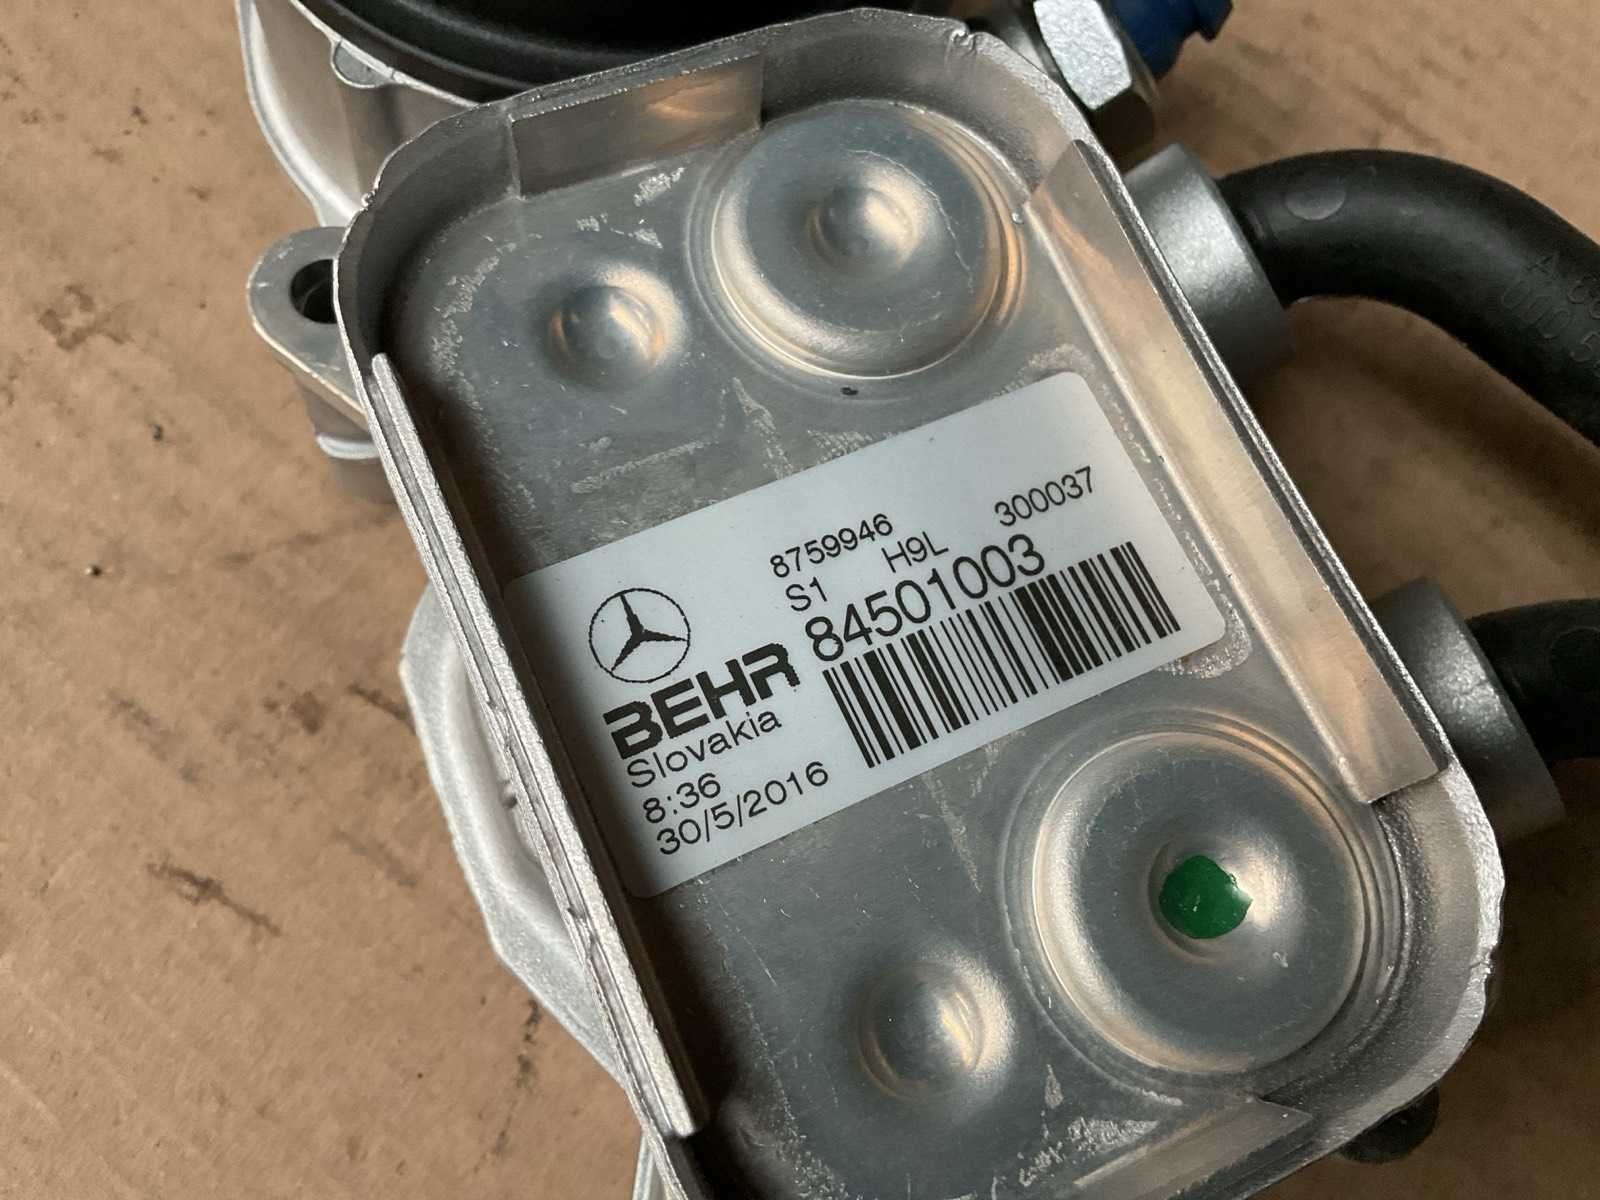 8759946
S1 H9L 300037
84501003
BEHR
Slovakia
8:36
30/5/2016